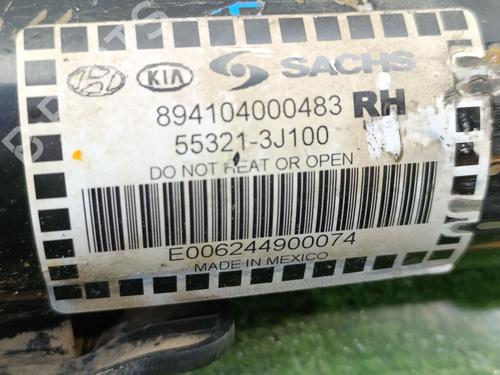 KIA SACHS
894104000483 RH
55321-3J100
DO NOT HEAT OR OPEN
E006244900074
MADE IN MEXICO